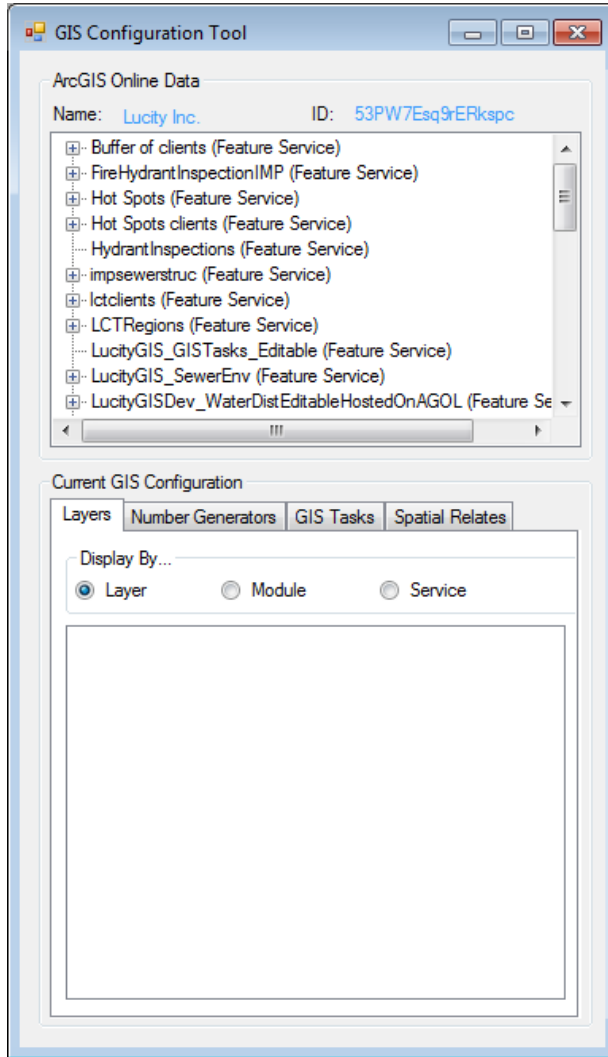 GIS Configuration Tool
ArcGIS Online Data
Name: Lucity Inc. ID: 53PW7Esq9rERkspc
Buffer of clients (Feature Service)
FireHydrantInspectionIMP (Feature Service)
Hot Spots (Feature Service)
Hot Spots clients (Feature Service)
HydrantInspections (Feature Service)
impsewerstruc (Feature Service)
lctclients (Feature Service)
LCTRegions (Feature Service)
LucityGIS_GISTasks_Editable (Feature Service)
LucityGIS_SewerEnv (Feature Service)
LucityGISDev_WaterDistEditableHostedOnAGOL (Feature Se
Current GIS Configuration
Layers Number Generators GIS Tasks Spatial Relates
Display By...
Layer Module Service